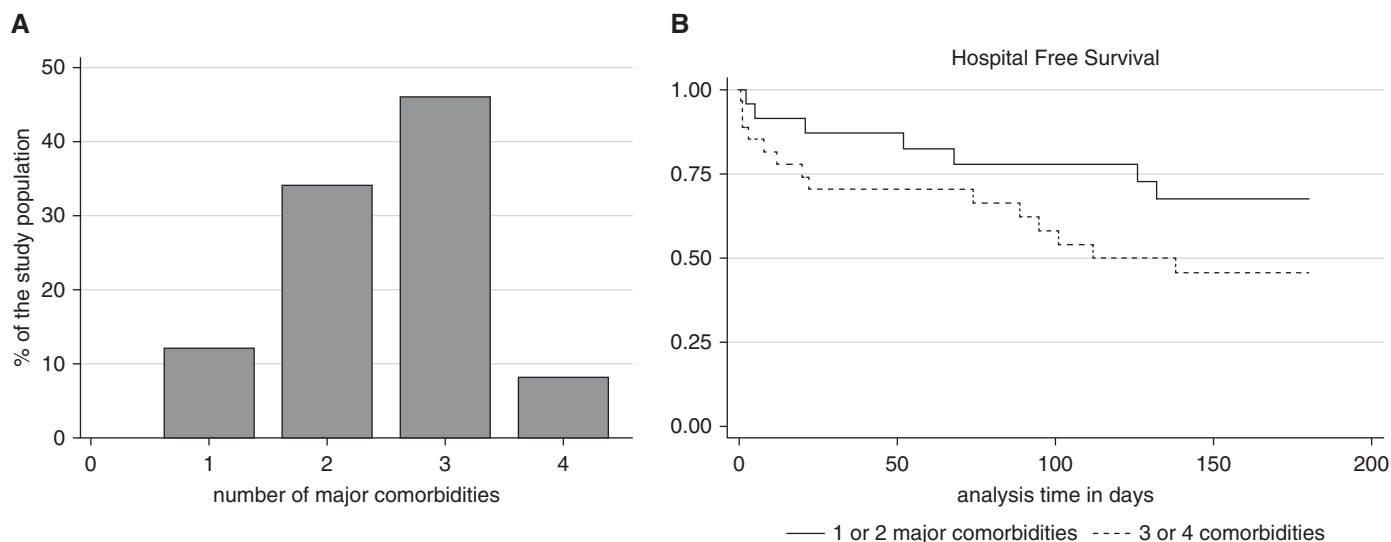 A
% of the study population
50
40
30
20
10
0
0 1 2 3 4
number of major comorbidities
B
Hospital Free Survival
1.00
0.75
0.50
0.25
0.00
0 50 100 150 200
analysis time in days
1 or 2 major comorbidities 3 or 4 comorbidities